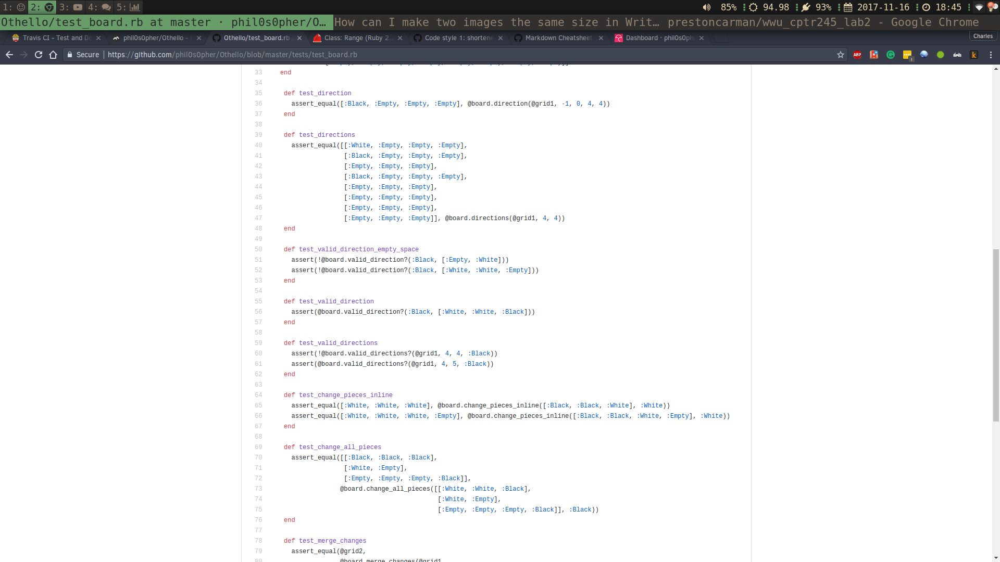 1: 2: 3: 4: 5: 85% 94.98 93% 2017-11-16 18:45
Othello/test_board.rb at master · phil0s0pher/O… How can I make two images the same size in Writ… prestoncarman/wwu_cptr245_lab2 - Google Chrome
Travis CI - Test and De × phil0s0pher/Othello - × Othello/test_board.rb × Class: Range (Ruby 2. × Code style 1: shortene × Markdown Cheatsheet × Dashboard · phil0s0ph × Charles
Secure | https://github.com/phil0s0pher/Othello/blob/master/tests/test_board.rb ABP 1 k
33 end
34
35 def test_direction
36 assert_equal([:Black, :Empty, :Empty, :Empty], @board.direction(@grid1, -1, 0, 4, 4))
37 end
38
39 def test_directions
40 assert_equal([[:White, :Empty, :Empty, :Empty],
41 [:Black, :Empty, :Empty, :Empty],
42 [:Empty, :Empty, :Empty],
43 [:Black, :Empty, :Empty, :Empty],
44 [:Empty, :Empty, :Empty],
45 [:Empty, :Empty, :Empty],
46 [:Empty, :Empty, :Empty],
47 [:Empty, :Empty, :Empty]], @board.directions(@grid1, 4, 4))
48 end
49
50 def test_valid_direction_empty_space
51 assert(!@board.valid_direction?(:Black, [:Empty, :White]))
52 assert(!@board.valid_direction?(:Black, [:White, :White, :Empty]))
53 end
54
55 def test_valid_direction
56 assert(@board.valid_direction?(:Black, [:White, :White, :Black]))
57 end
58
59 def test_valid_directions
60 assert(!@board.valid_directions?(@grid1, 4, 4, :Black))
61 assert(@board.valid_directions?(@grid1, 4, 5, :Black))
62 end
63
64 def test_change_pieces_inline
65 assert_equal([:White, :White, :White], @board.change_pieces_inline([:Black, :Black, :White], :White))
66 assert_equal([:White, :White, :White, :Empty], @board.change_pieces_inline([:Black, :Black, :White, :Empty], :White))
67 end
68
69 def test_change_all_pieces
70 assert_equal([[:Black, :Black, :Black],
71 [:White, :Empty],
72 [:Empty, :Empty, :Empty, :Black]],
73 @board.change_all_pieces([[:White, :White, :Black],
74 [:White, :Empty],
75 [:Empty, :Empty, :Empty, :Black]], :Black))
76 end
77
78 def test_merge_changes
79 assert_equal(@grid2,
80 @board.merge_changes(@grid1,